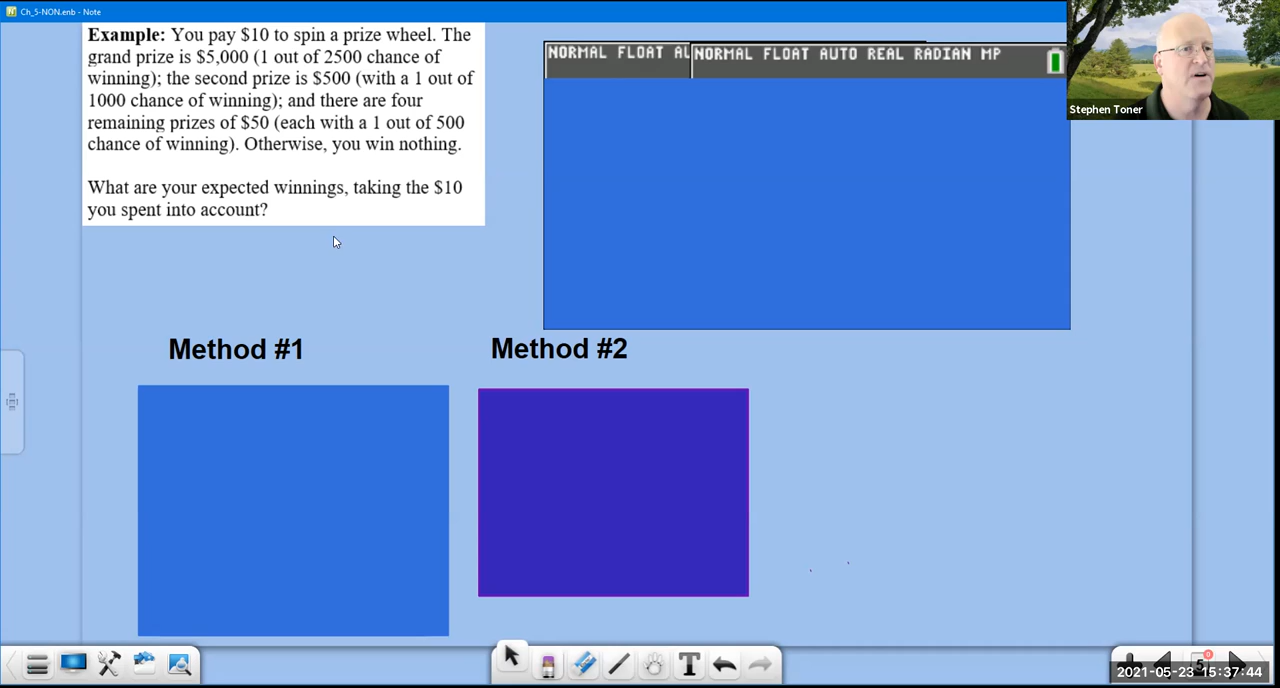 Ch_5-NON.enb - Note
Example: You pay $10 to spin a prize wheel. The
grand prize is $5,000 (1 out of 2500 chance of
winning); the second prize is $500 (with a 1 out of
1000 chance of winning); and there are four
remaining prizes of $50 (each with a 1 out of 500
chance of winning). Otherwise, you win nothing.
What are your expected winnings, taking the $10
you spent into account?
NORMAL FLOAT AU
NORMAL FLOAT AUTO REAL RADIAN MP
Stephen Toner
Method #1
Method #2
T
5
2021-05-23 15:37:44